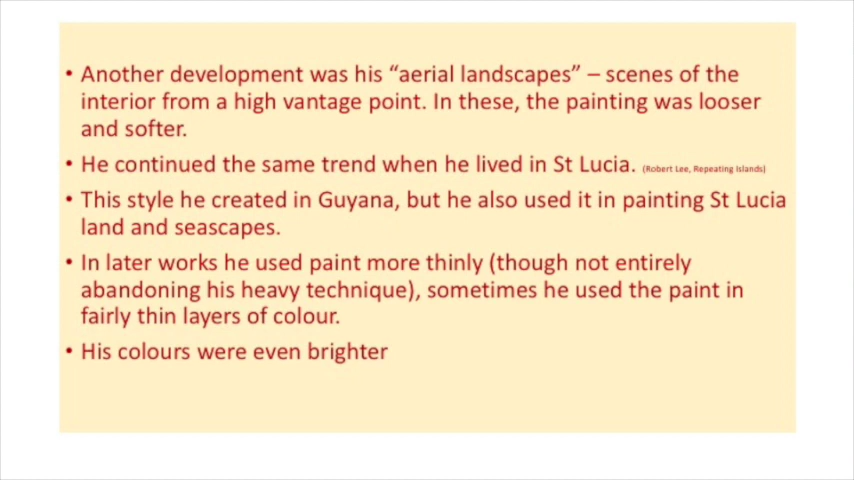 • Another development was his “aerial landscapes” – scenes of the
interior from a high vantage point. In these, the painting was looser
and softer.
• He continued the same trend when he lived in St Lucia. (Robert Lee, Repeating Islands)
• This style he created in Guyana, but he also used it in painting St Lucia
land and seascapes.
• In later works he used paint more thinly (though not entirely
abandoning his heavy technique), sometimes he used the paint in
fairly thin layers of colour.
• His colours were even brighter